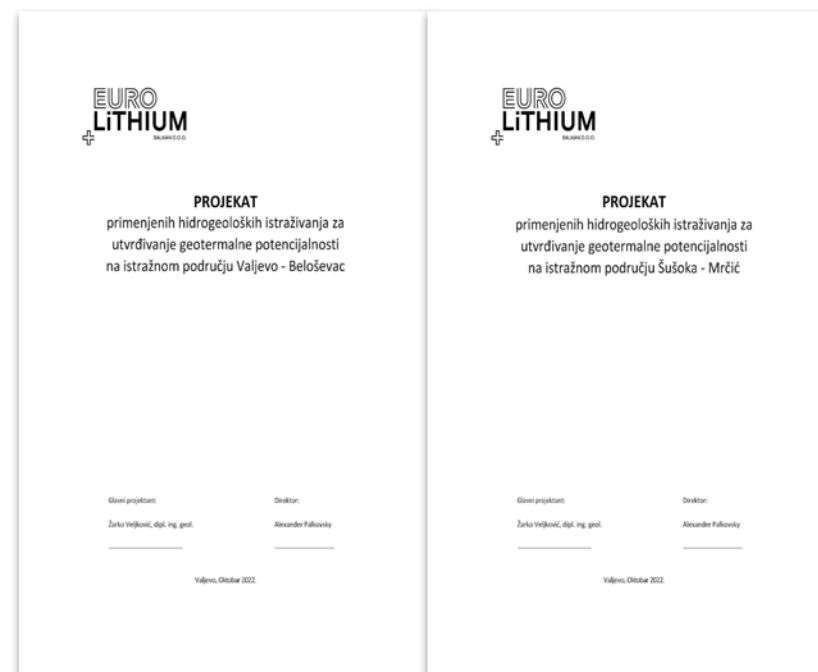 EURO
LiTHIUM
BALKAN D.O.O.
PROJEKAT
primenjenih hidrogeoloških istraživanja za
utvrđivanje geotermalne potencijalnosti
na istražnom području Valjevo - Beloševac
Glavni projektant:
Direktor:
Žarko Veljković, dipl. ing. geol.
Alexander Palkovsky
Valjevo, Oktobar 2022.
EURO
LiTHIUM
BALKAN D.O.O.
PROJEKAT
primenjenih hidrogeoloških istraživanja za
utvrđivanje geotermalne potencijalnosti
na istražnom području Šušoka - Mrčić
Glavni projektant:
Direktor:
Žarko Veljković, dipl. ing. geol.
Alexander Palkovsky
Valjevo, Oktobar 2022.